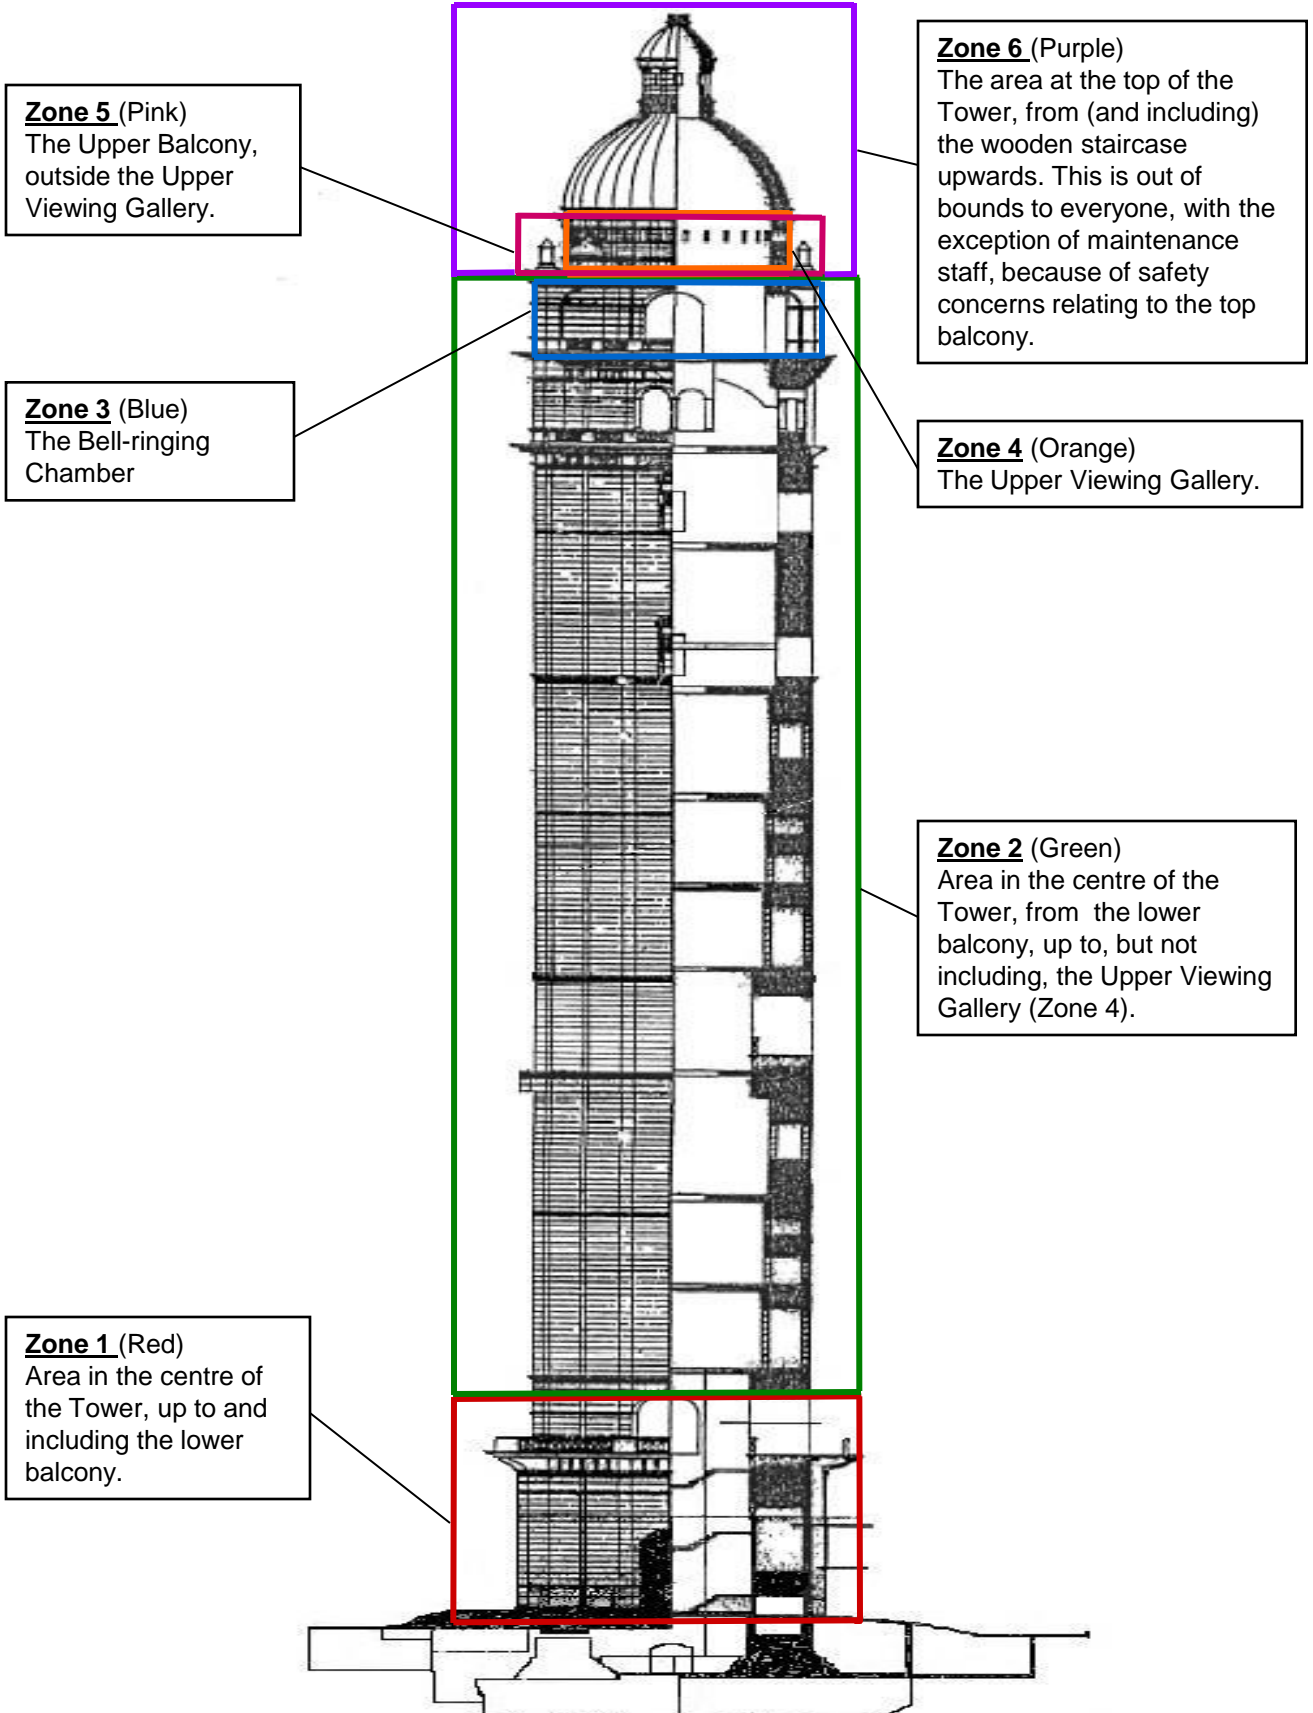 Zone 5 (Pink)
The Upper Balcony,
outside the Upper
Viewing Gallery.
Zone 6 (Purple)
The area at the top of the
Tower, from (and including)
the wooden staircase
upwards. This is out of
bounds to everyone, with the
exception of maintenance
staff, because of safety
concerns relating to the top
balcony.
Zone 3 (Blue)
The Bell-ringing
Chamber
Zone 4 (Orange)
The Upper Viewing Gallery.
Zone 2 (Green)
Area in the centre of the
Tower, from the lower
balcony, up to, but not
including, the Upper Viewing
Gallery (Zone 4).
Zone 1 (Red)
Area in the centre of
the Tower, up to and
including the lower
balcony.